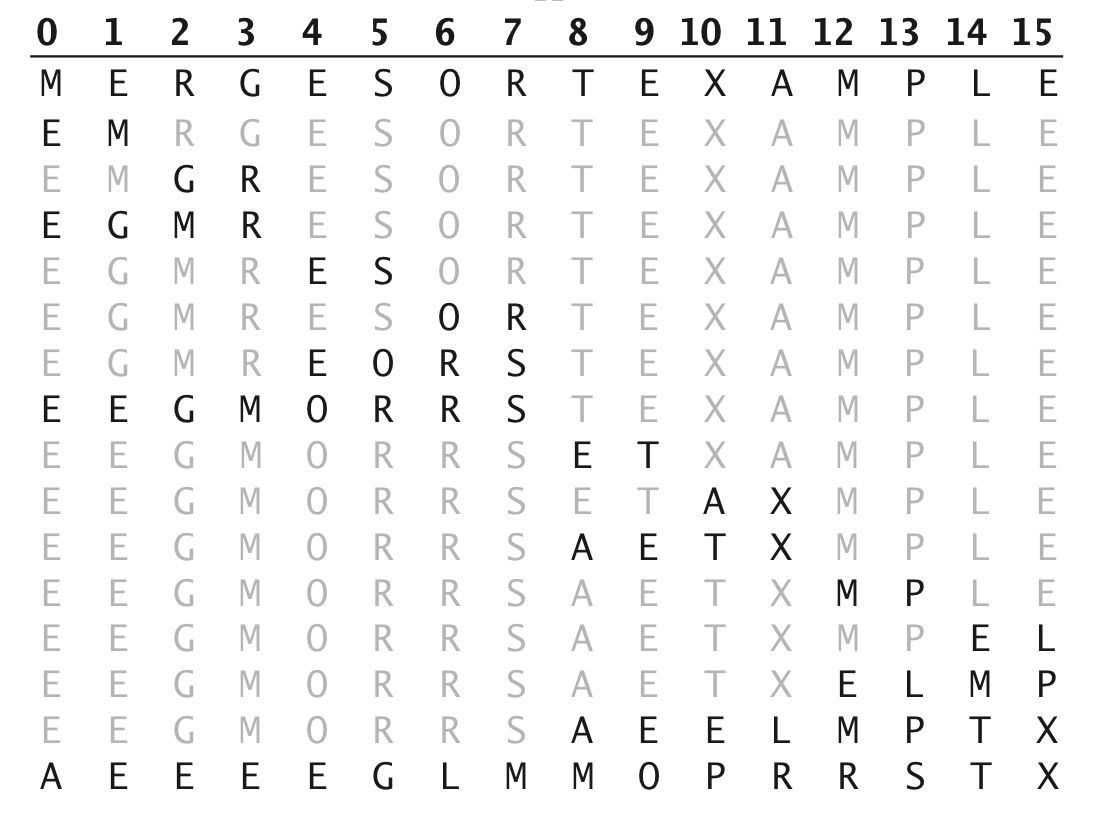 0 1 2 3 4 5 6 7 8 9 10 11 12 13 14 15
M E R G E S O R T E X A M P L E
E M R G E S O R T E X A M P L E
E M G R E S O R T E X A M P L E
E G M R E S O R T E X A M P L E
E G M R E S O R T E X A M P L E
E G M R E S O R T E X A M P L E
E G M R E O R S T E X A M P L E
E E G M O R R S T E X A M P L E
E E G M O R R S E T X A M P L E
E E G M O R R S E T A X M P L E
E E G M O R R S A E T X M P L E
E E G M O R R S A E T X M P L E
E E G M O R R S A E T X M P E L
E E G M O R R S A E T X E L M P
E E G M O R R S A E E L M P T X
A E E E E G L M M O P R R S T X